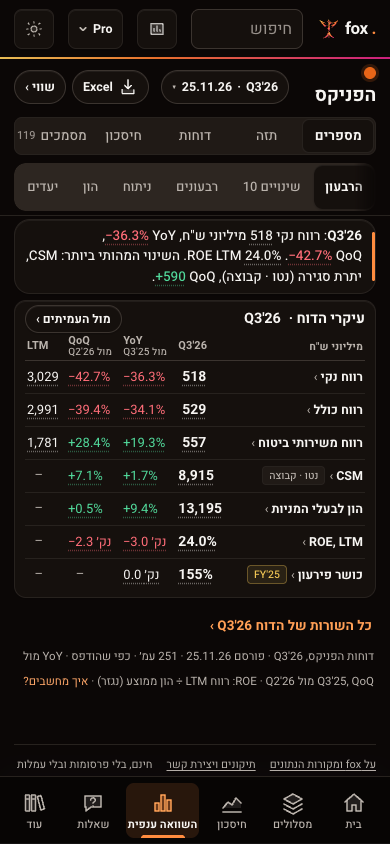 fox.
חיפוש
Pro
הפניקס
25.11.26 · Q3'26
Excel
שווי ›
מספרים
תזה
דוחות
חיסכון
מסמכים 119
הרבעון
שינויים 10
רבעונים
ניתוח
הון
יעדים
Q3'26: רווח נקי 518 מיליוני ש"ח, YoY −36.3%,
QoQ −42.7%. ROE LTM 24.0%. השינוי המהותי ביותר: CSM,
יתרת סגירה (נטו · קבוצה), QoQ +590.
עיקרי הדוח · Q3'26
מול העמיתים ›
מיליוני ש"ח
Q3'26
YoY
מול Q3'25
QoQ
מול Q2'26
LTM
רווח נקי ‹ 518 −36.3% −42.7% 3,029
רווח כולל ‹ 529 −34.1% −39.4% 2,991
רווח משירותי ביטוח ‹ 557 +19.3% +28.4% 1,781
CSM ‹ נטו · קבוצה 8,915 +1.7% +7.1% –
הון לבעלי המניות ‹ 13,195 +9.4% +0.5% –
ROE, LTM ‹ 24.0% −3.0 נק' −2.3 נק' –
כושר פירעון ‹ FY'25 155% 0.0 נק' – –
כל השורות של הדוח Q3'26 ‹
דוחות הפניקס, Q3'26 · פורסם 25.11.26 · 251 עמ' · כפי שהודפס · YoY מול
Q3'25, QoQ מול Q2'26 · ROE: רווח LTM ÷ הון ממוצע (נגזר) · איך מחשבים?
על fox ומקורות הנתונים
תיקונים ויצירת קשר
חינם, בלי פרסומות ובלי עמלות
בית
מסלולים
חיסכון
השוואה ענפית
שאלות
עוד